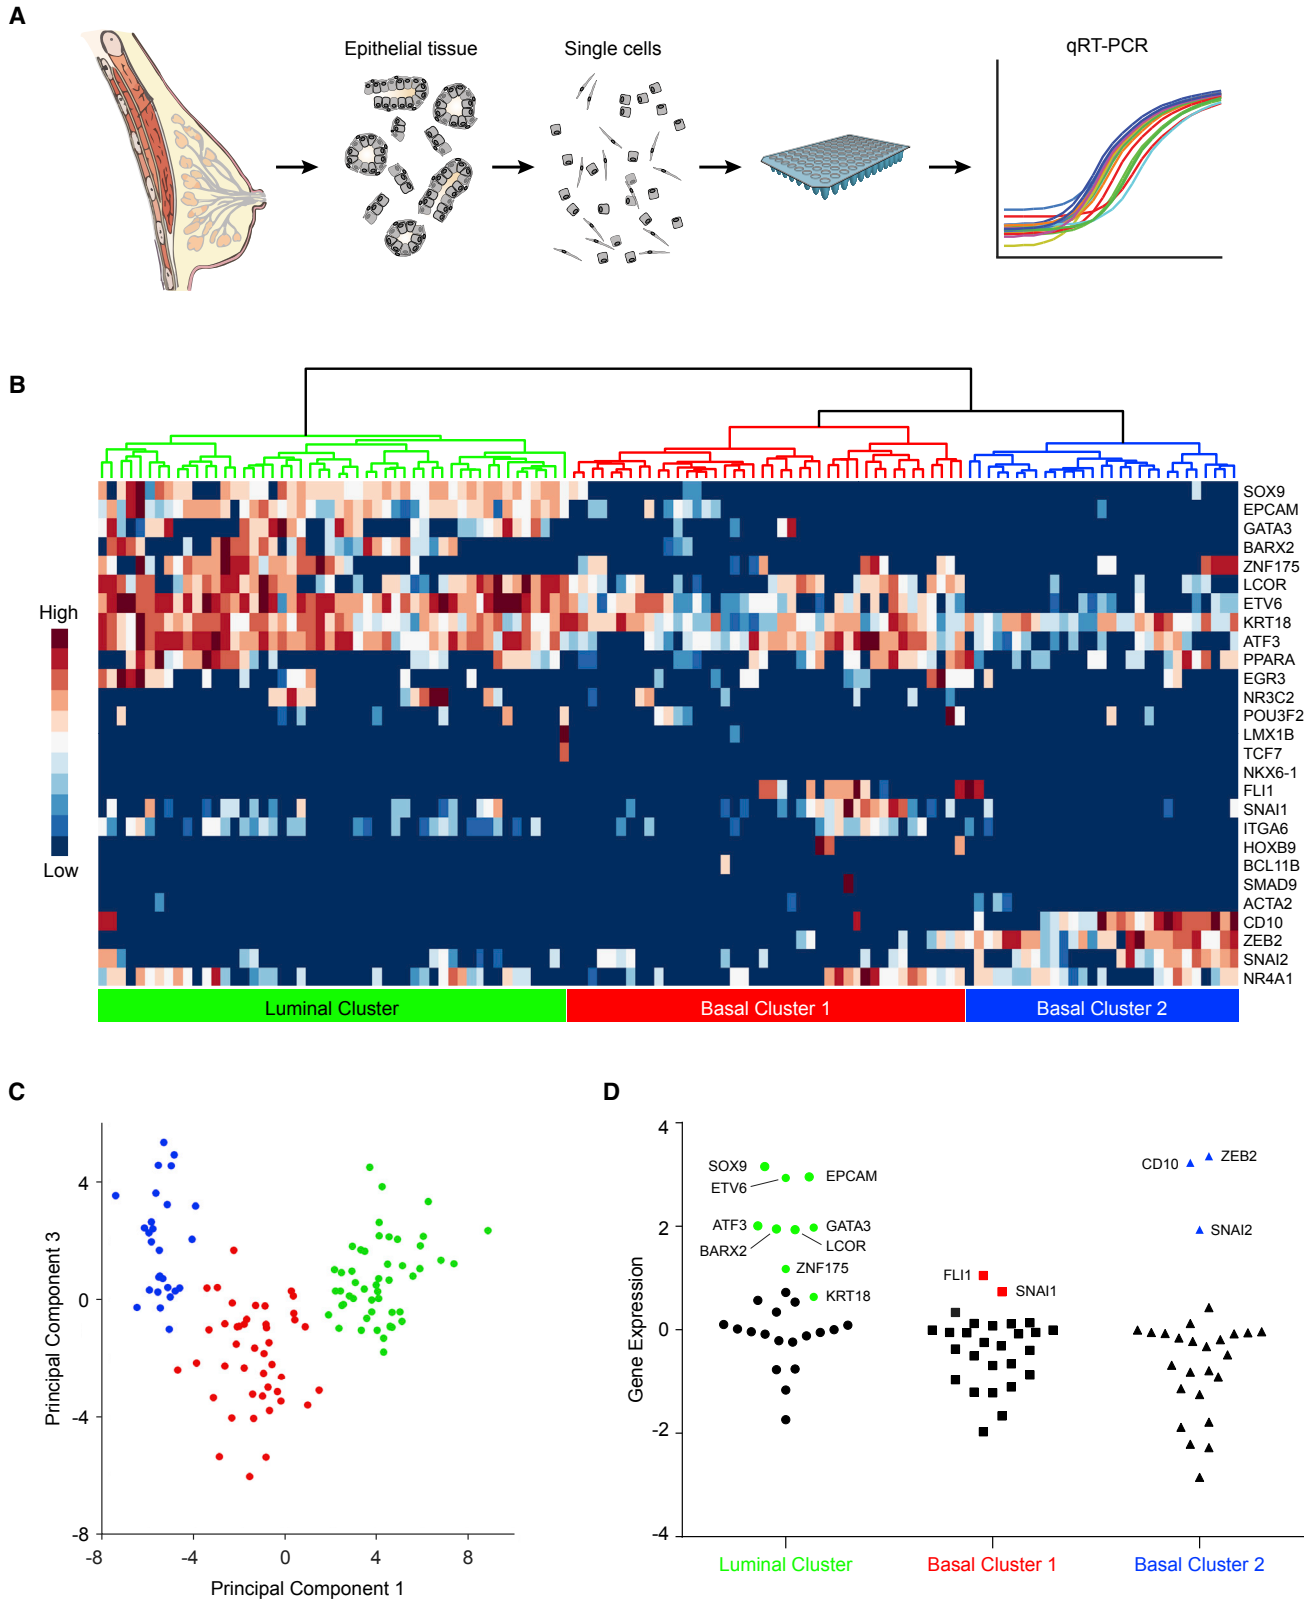 A
Epithelial tissue
Single cells
qRT-PCR
B
High
Low
SOX9
EPCAM
GATA3
BARX2
ZNF175
LCOR
ETV6
KRT18
ATF3
PPARA
EGR3
NR3C2
POU3F2
LMX1B
TCF7
NKX6-1
FLI1
SNAI1
ITGA6
HOXB9
BCL11B
SMAD9
ACTA2
CD10
ZEB2
SNAI2
NR4A1
Luminal Cluster
Basal Cluster 1
Basal Cluster 2
C
Principal Component 3
4
0
-4
-8
-8
-4
0
4
8
Principal Component 1
D
Gene Expression
4
2
0
-2
-4
SOX9
ETV6
EPCAM
ATF3
BARX2
GATA3
LCOR
ZNF175
KRT18
FLI1
SNAI1
CD10
ZEB2
SNAI2
Luminal Cluster
Basal Cluster 1
Basal Cluster 2